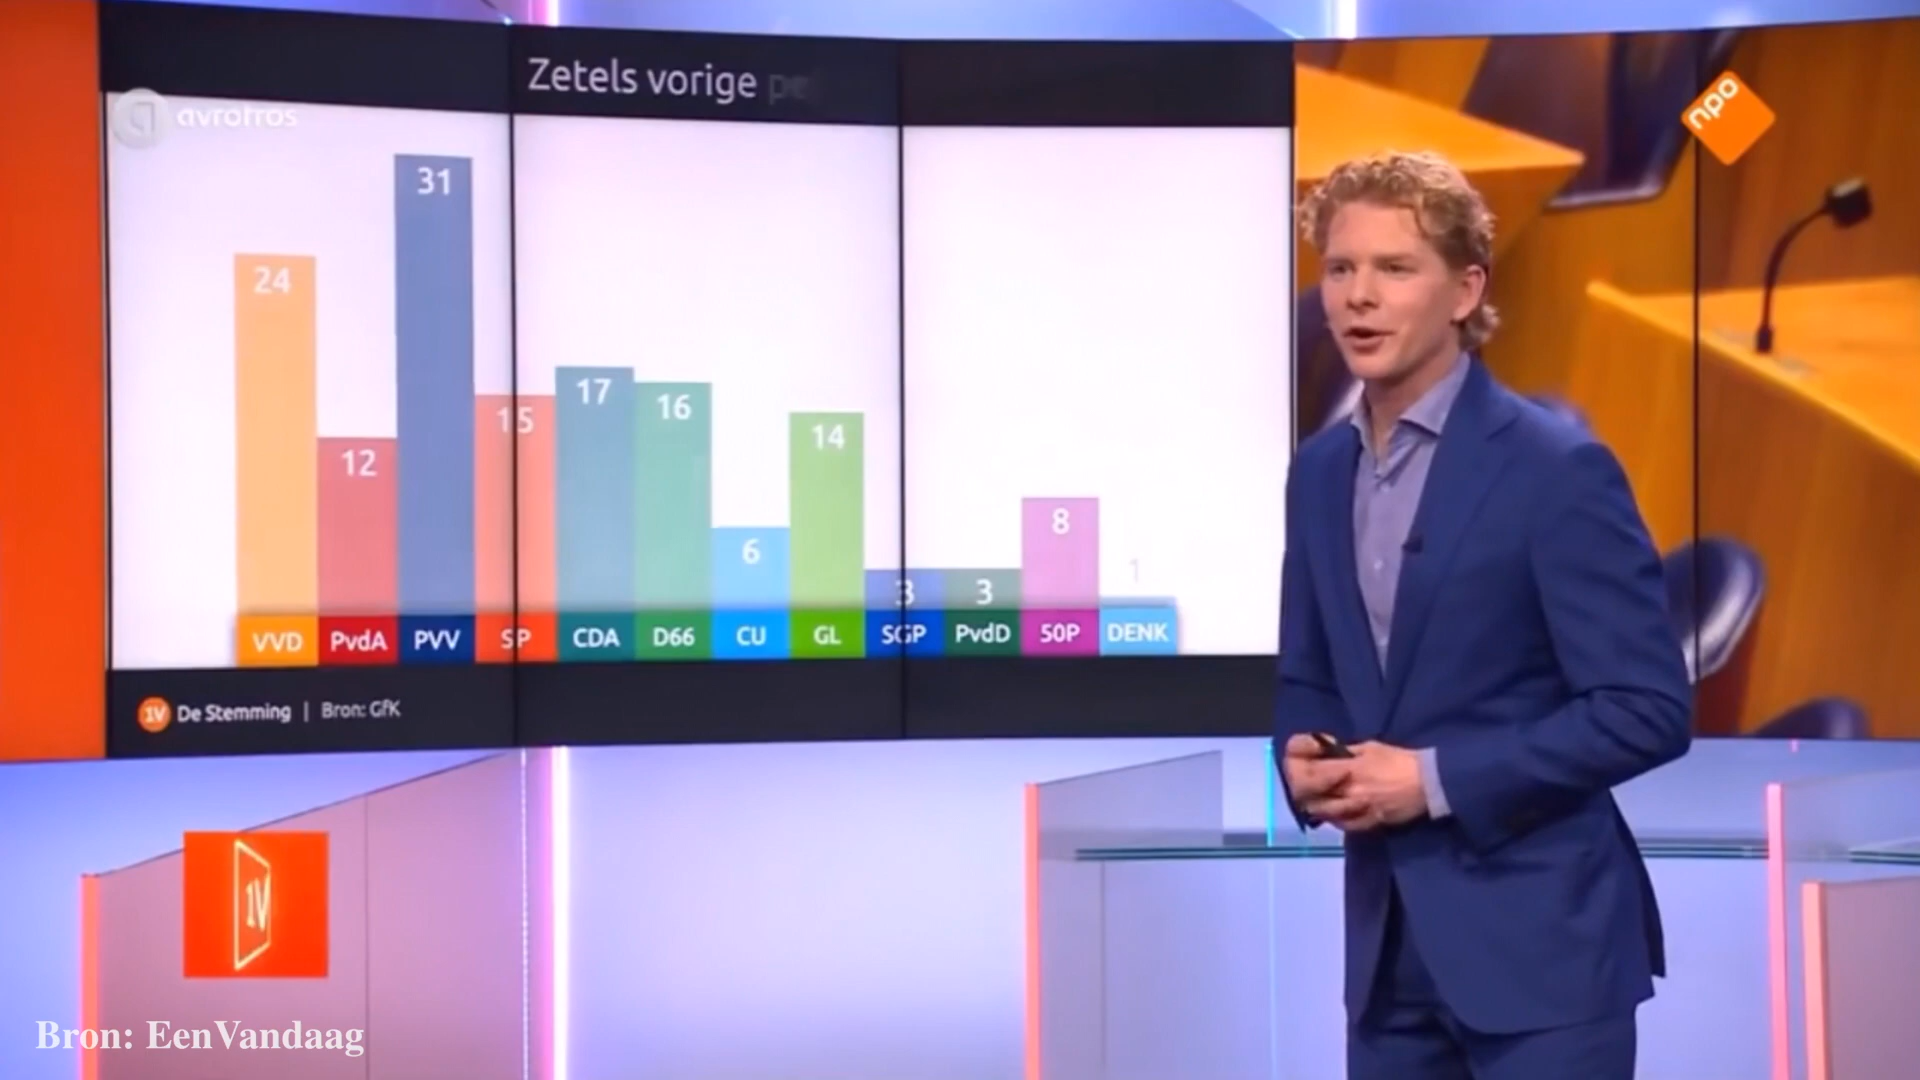 Zetels vorige
avrotros
npo
31
24
17
16
15
14
12
8
6
3
3
1
VVD PvdA PVV SP CDA D66 CU GL SGP PvdD 50P DENK
1V De Stemming | Bron: GfK
1V
Bron: EenVandaag